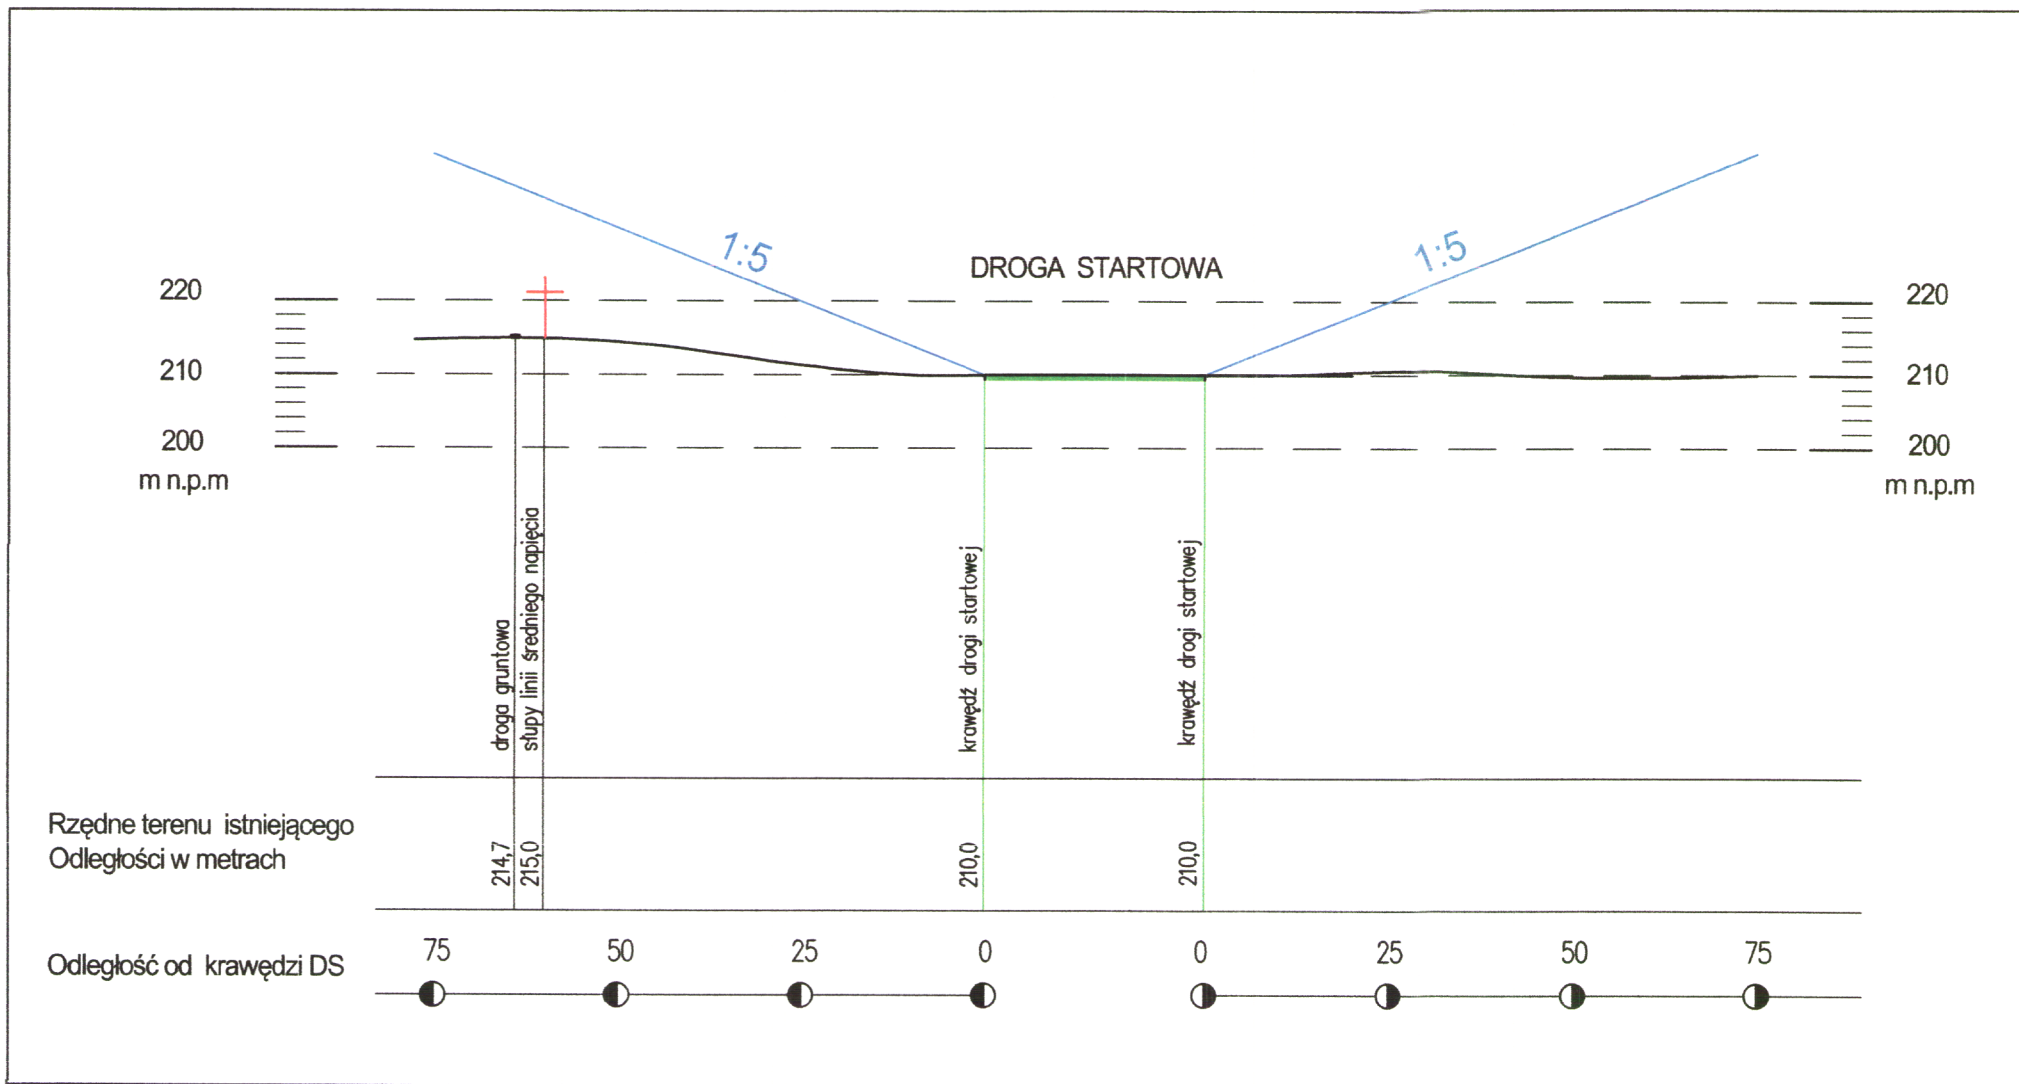 1:5
DROGA STARTOWA
1:5
220
210
200
m n.p.m
220
210
200
m n.p.m
droga gruntowa
słupy linii średniego napięcia
krawędź drogi startowej
krawędź drogi startowej
Rzędne terenu istniejącego
Odległości w metrach
214,7
215,0
210,0
210,0
Odległość od krawędzi DS
75 50 25 0 0 25 50 75